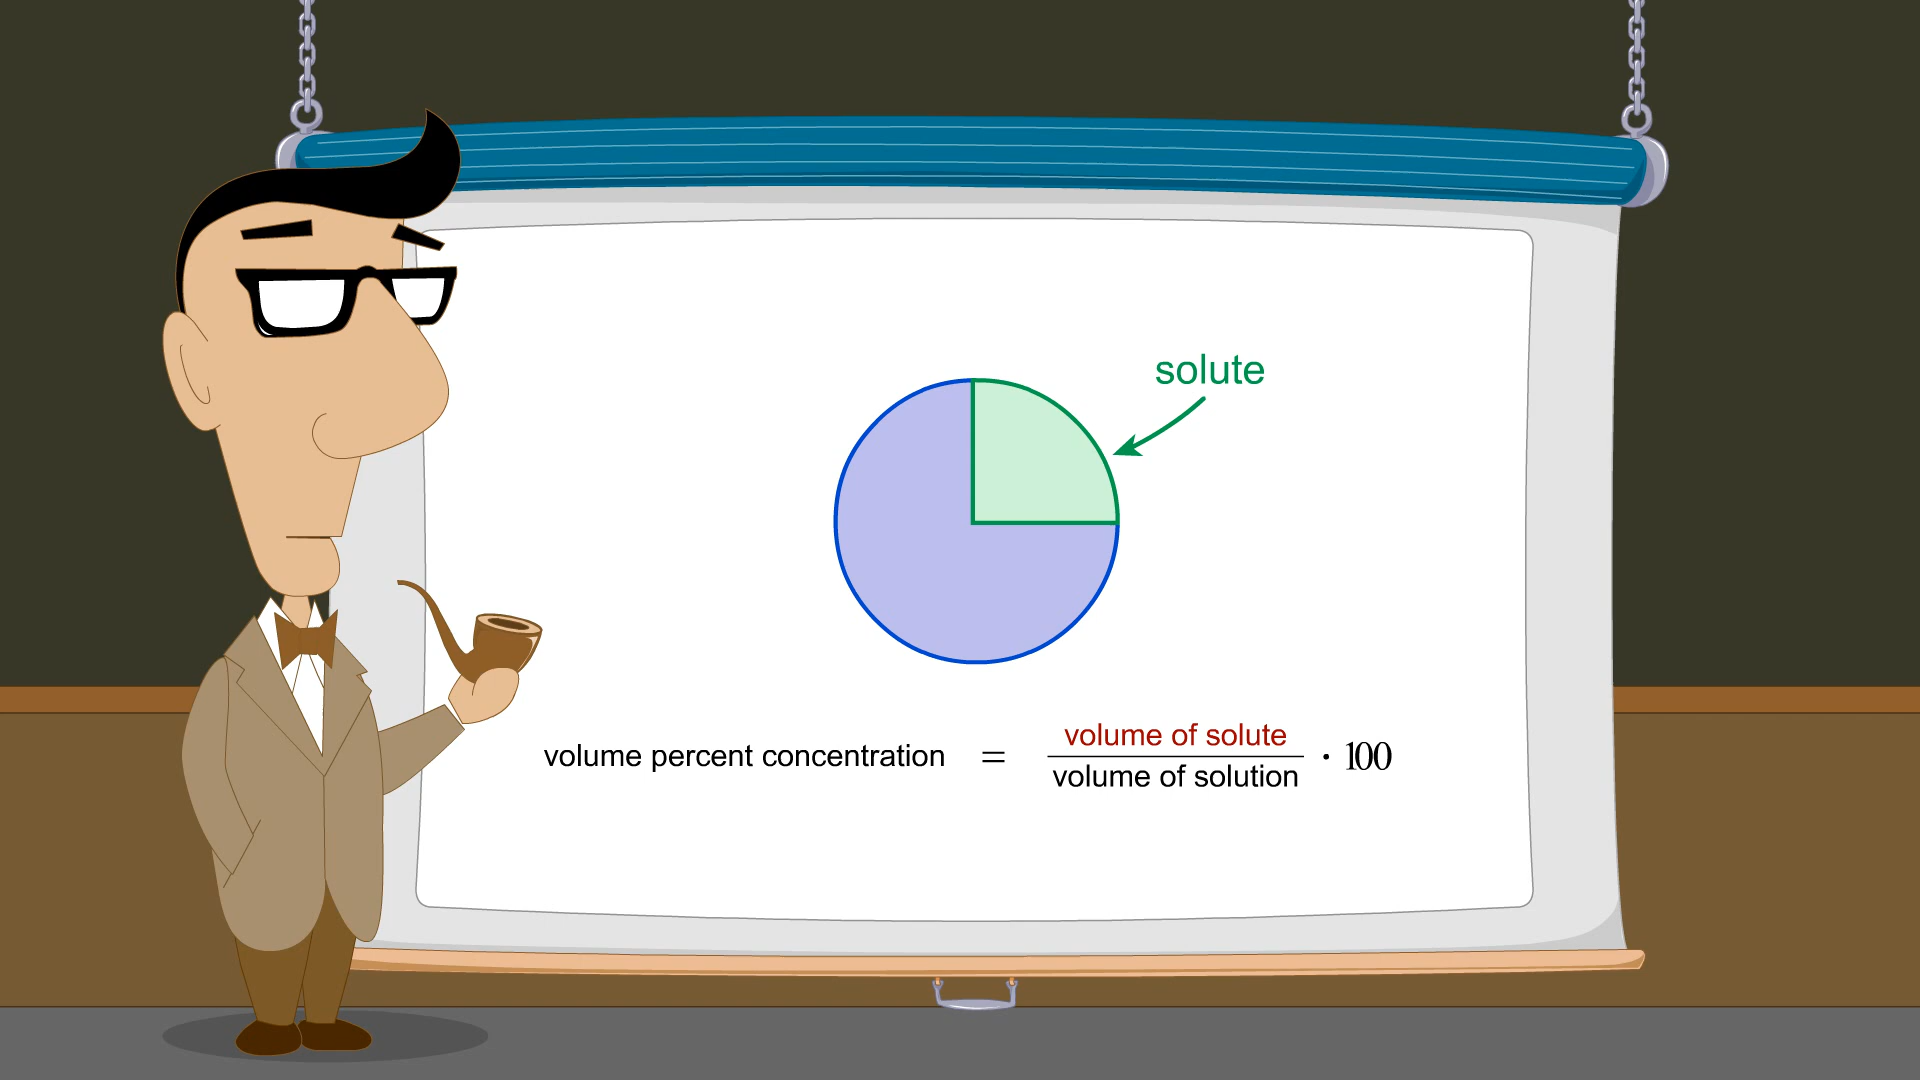 solute
volume percent concentration = volume of solute / volume of solution · 100